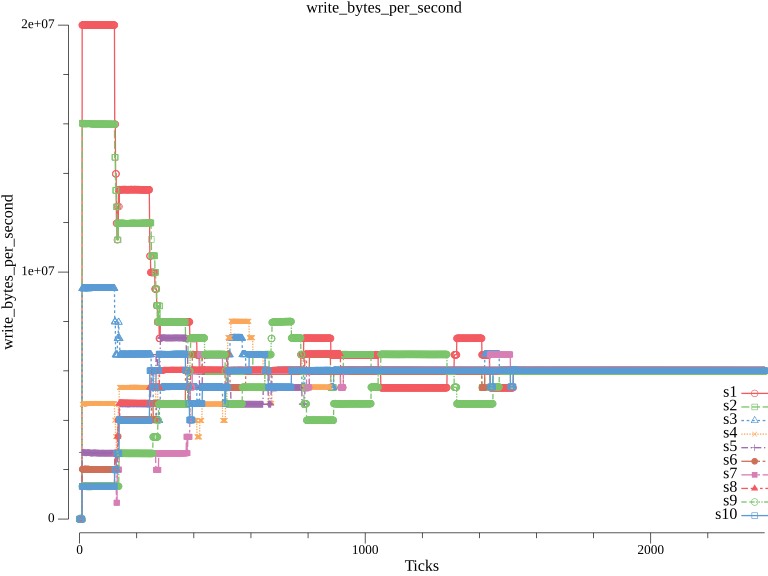 write_bytes_per_second
2e+07
1e+07
0
write_bytes_per_second
0
1000
2000
Ticks
s1
s2
s3
s4
s5
s6
s7
s8
s9
s10